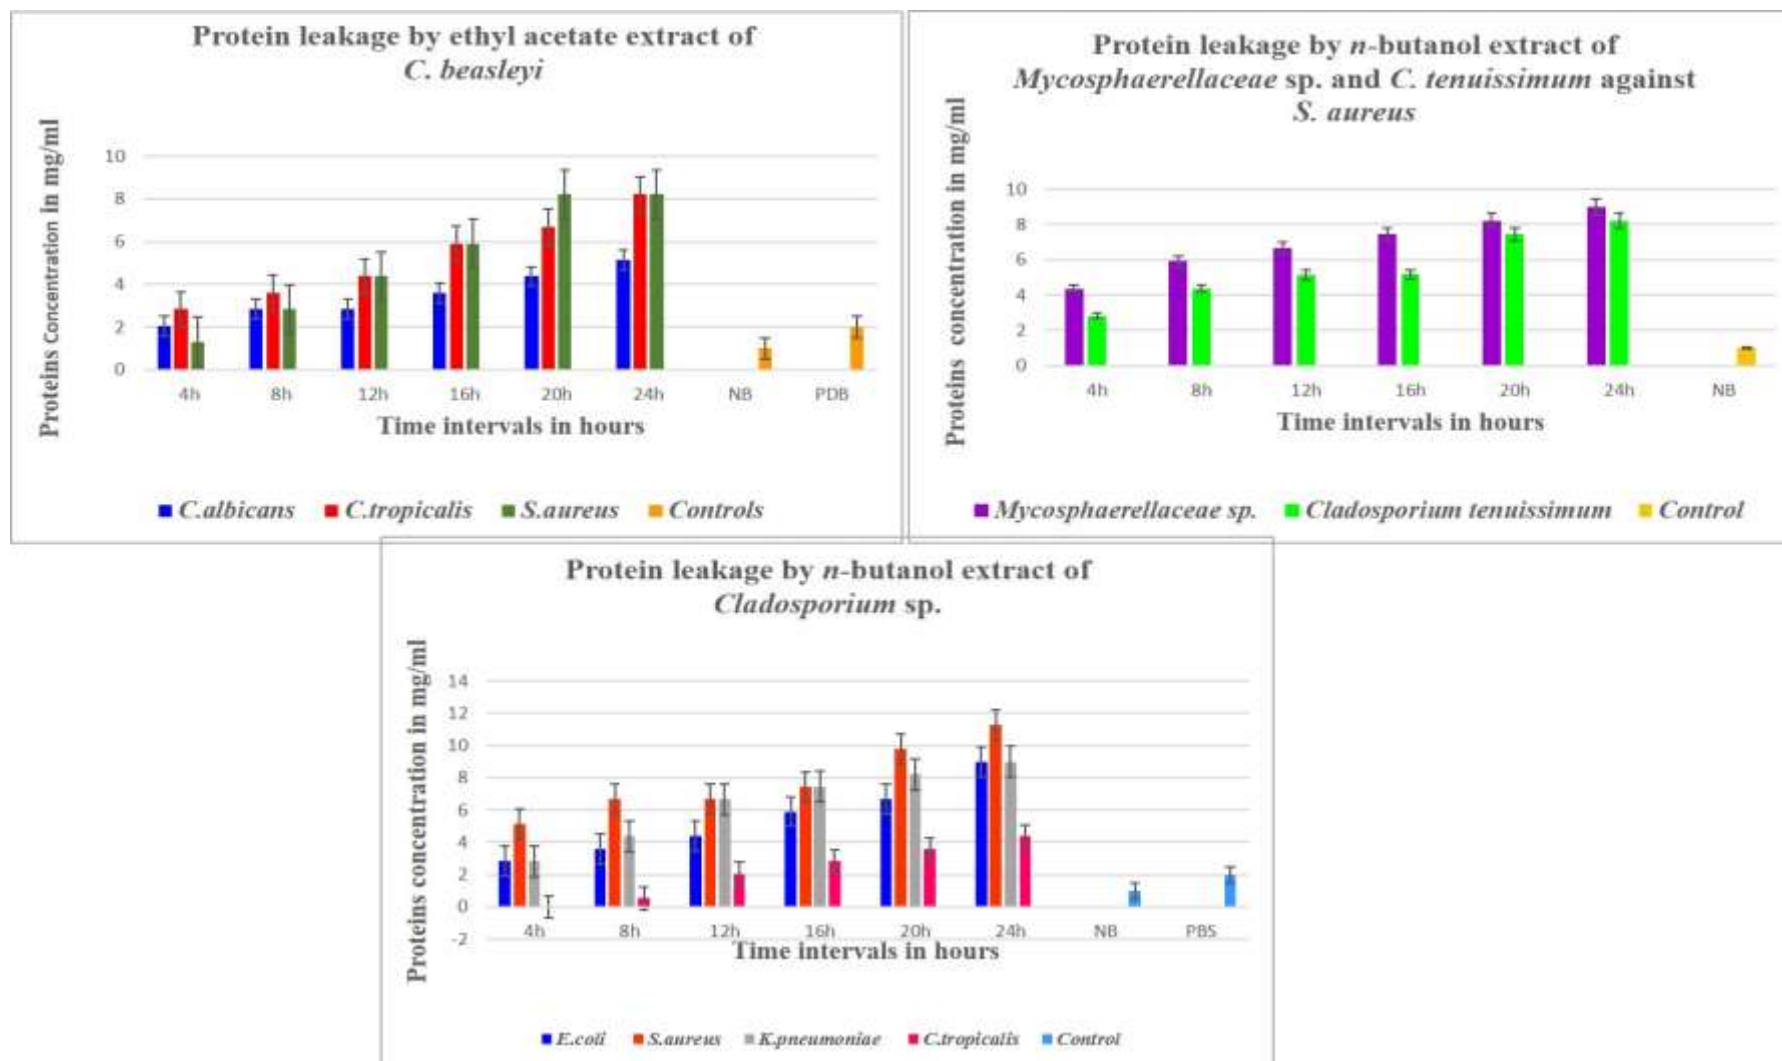 Protein leakage by ethyl acetate extract of
C. beasleyi
Proteins Concentration in mg/ml
10
8
6
4
2
0
4h 8h 12h 16h 20h 24h NB PDB
Time intervals in hours
C.albicans C.tropicalis S.aureus Controls
Protein leakage by n-butanol extract of
Mycosphaerellaceae sp. and C. tenuissimum against
S. aureus
Proteins concentration in mg/ml
10
8
6
4
2
0
4h 8h 12h 16h 20h 24h NB
Time intervals in hours
Mycosphaerellaceae sp. Cladosporium tenuissimum Control
Protein leakage by n-butanol extract of
Cladosporium sp.
Proteins concentration in mg/ml
14
12
10
8
6
4
2
0
-2
4h 8h 12h 16h 20h 24h NB PBS
Time intervals in hours
E.coli S.aureus K.pneumoniae C.tropicalis Control